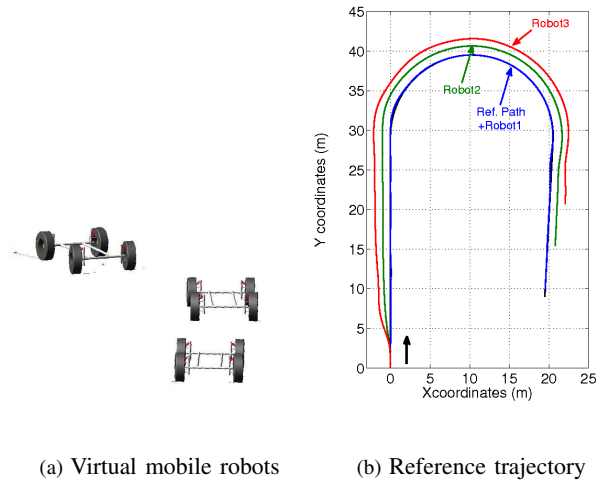 45
40
35
30
25
20
15
10
5
0
Y coordinates (m)
Robot3
Robot2
Ref. Path
+Robot1
0 5 10 15 20 25
Xcoordinates (m)
(a) Virtual mobile robots
(b) Reference trajectory